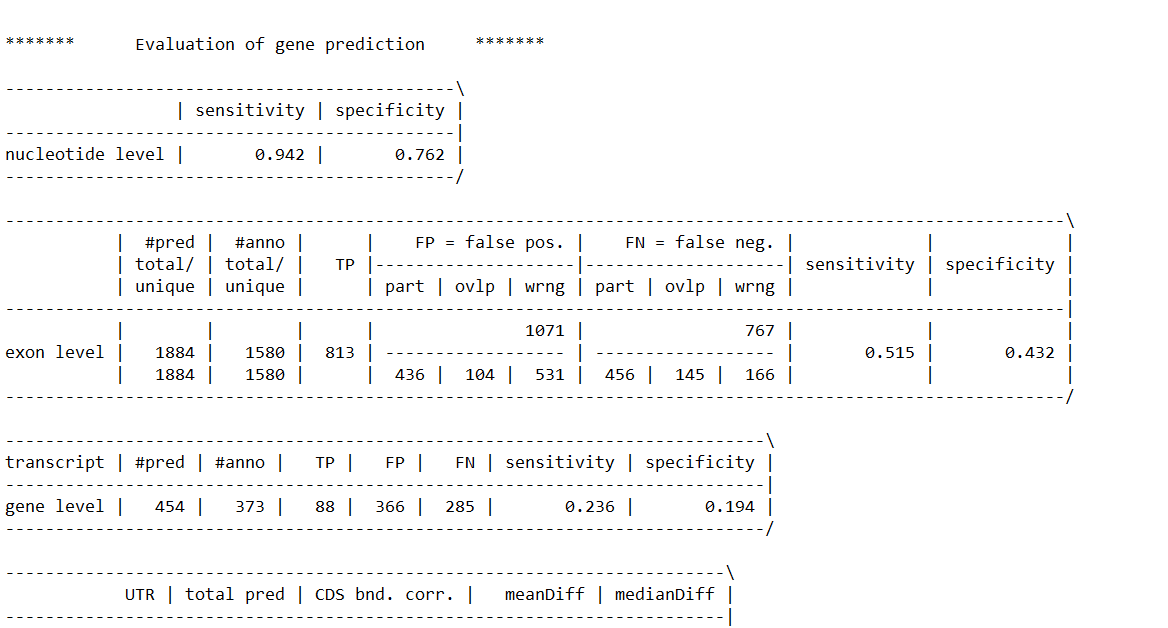 *******      Evaluation of gene prediction     *******
---------------------------------------------\
                 | sensitivity | specificity |
---------------------------------------------|
nucleotide level |       0.942 |       0.762 |
---------------------------------------------/
----------------------------------------------------------------------------------------------------------\
           |  #pred |  #anno |      |    FP = false pos. |    FN = false neg. |             |             |
           | total/ | total/ |   TP |--------------------|--------------------| sensitivity | specificity |
           | unique | unique |      | part | ovlp | wrng | part | ovlp | wrng |             |             |
----------------------------------------------------------------------------------------------------------|
           |        |        |      |               1071 |                767 |             |             |
exon level |   1884 |   1580 |  813 | ------------------ | ------------------ |       0.515 |       0.432 |
           |   1884 |   1580 |      |  436 |  104 |  531 |  456 |  145 |  166 |             |             |
----------------------------------------------------------------------------------------------------------/
----------------------------------------------------------------------------\
transcript | #pred | #anno |   TP |   FP |   FN | sensitivity | specificity |
----------------------------------------------------------------------------|
gene level |   454 |   373 |   88 |  366 |  285 |       0.236 |       0.194 |
----------------------------------------------------------------------------/
------------------------------------------------------------------------\
            UTR | total pred | CDS bnd. corr. |   meanDiff | medianDiff |
------------------------------------------------------------------------|